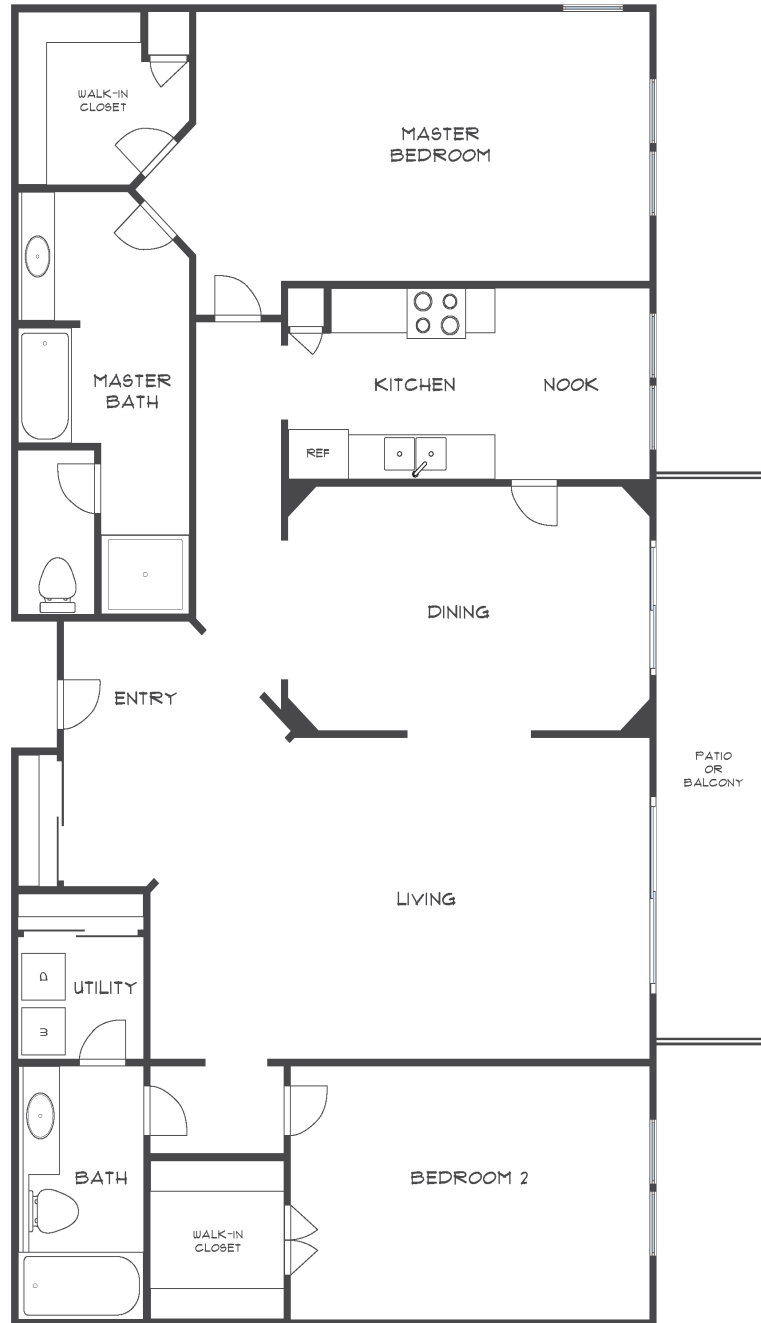 WALK-IN
CLOSET
MASTER
BEDROOM
MASTER
BATH
KITCHEN
NOOK
REF
DINING
ENTRY
PATIO
OR
BALCONY
LIVING
D
UTILITY
W
BATH
BEDROOM 2
WALK-IN
CLOSET